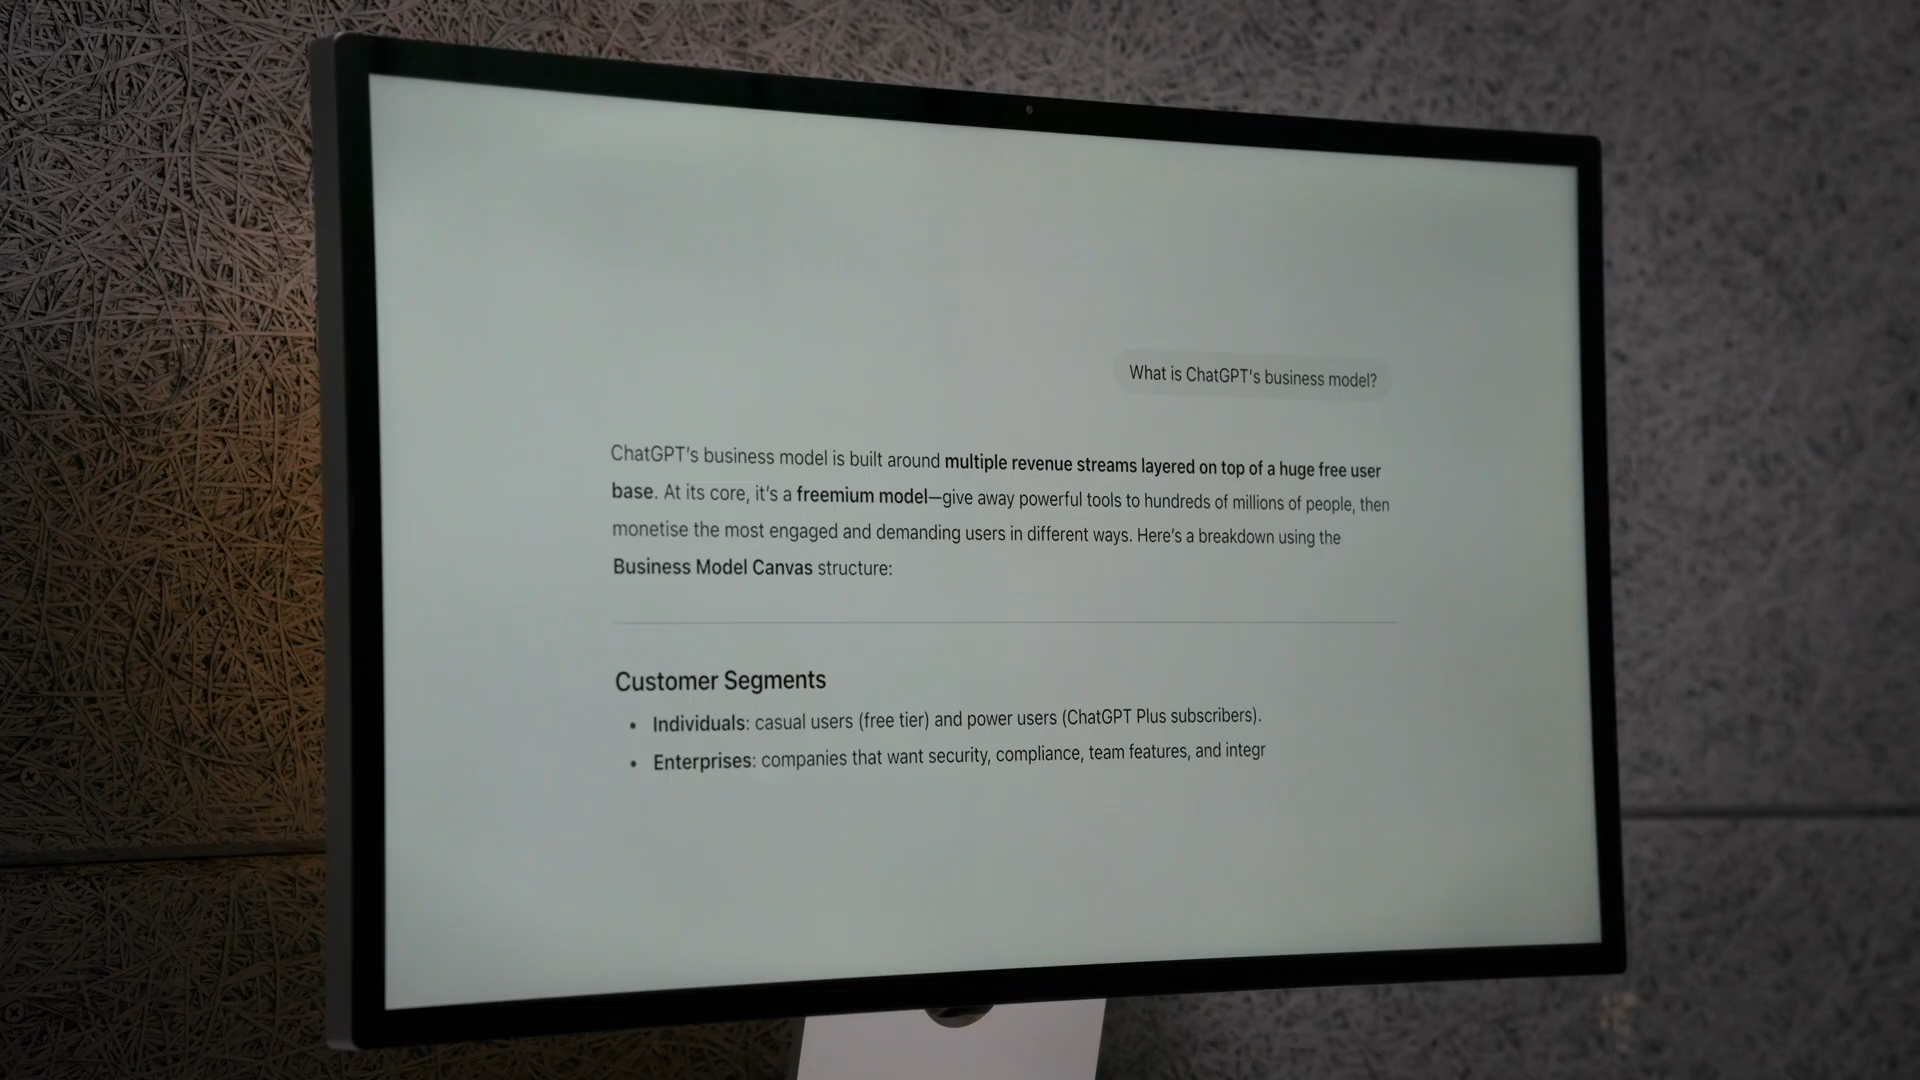 What is ChatGPT's business model?
ChatGPT’s business model is built around multiple revenue streams layered on top of a huge free user
base. At its core, it’s a freemium model—give away powerful tools to hundreds of millions of people, then
monetise the most engaged and demanding users in different ways. Here’s a breakdown using the
Business Model Canvas structure:
Customer Segments
• Individuals: casual users (free tier) and power users (ChatGPT Plus subscribers).
• Enterprises: companies that want security, compliance, team features, and integr